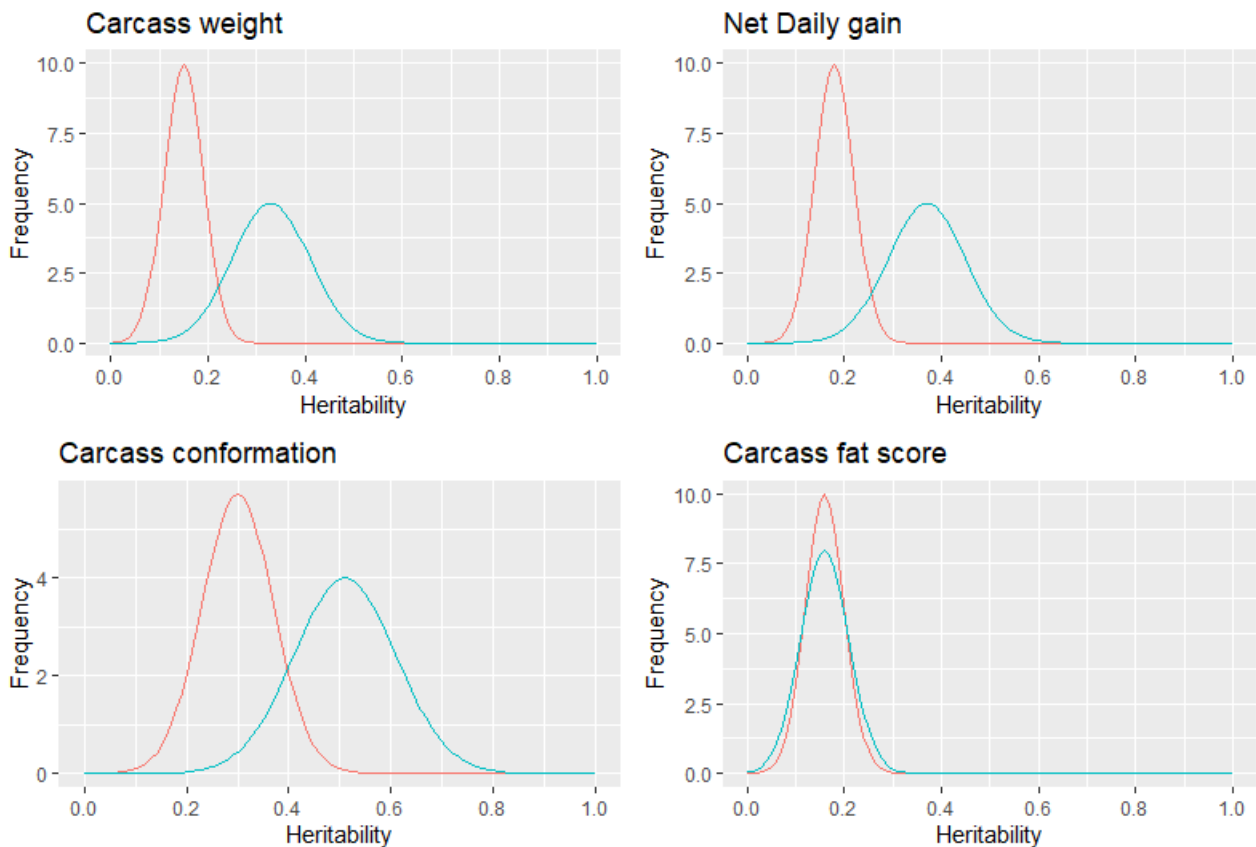 Carcass weight
10.0
7.5
5.0
2.5
0.0
Frequency
0.0 0.2 0.4 0.6 0.8 1.0
Heritability
Net Daily gain
10.0
7.5
5.0
2.5
0.0
Frequency
0.0 0.2 0.4 0.6 0.8 1.0
Heritability
Carcass conformation
4
2
0
Frequency
0.0 0.2 0.4 0.6 0.8 1.0
Heritability
Carcass fat score
10.0
7.5
5.0
2.5
0.0
Frequency
0.0 0.2 0.4 0.6 0.8 1.0
Heritability